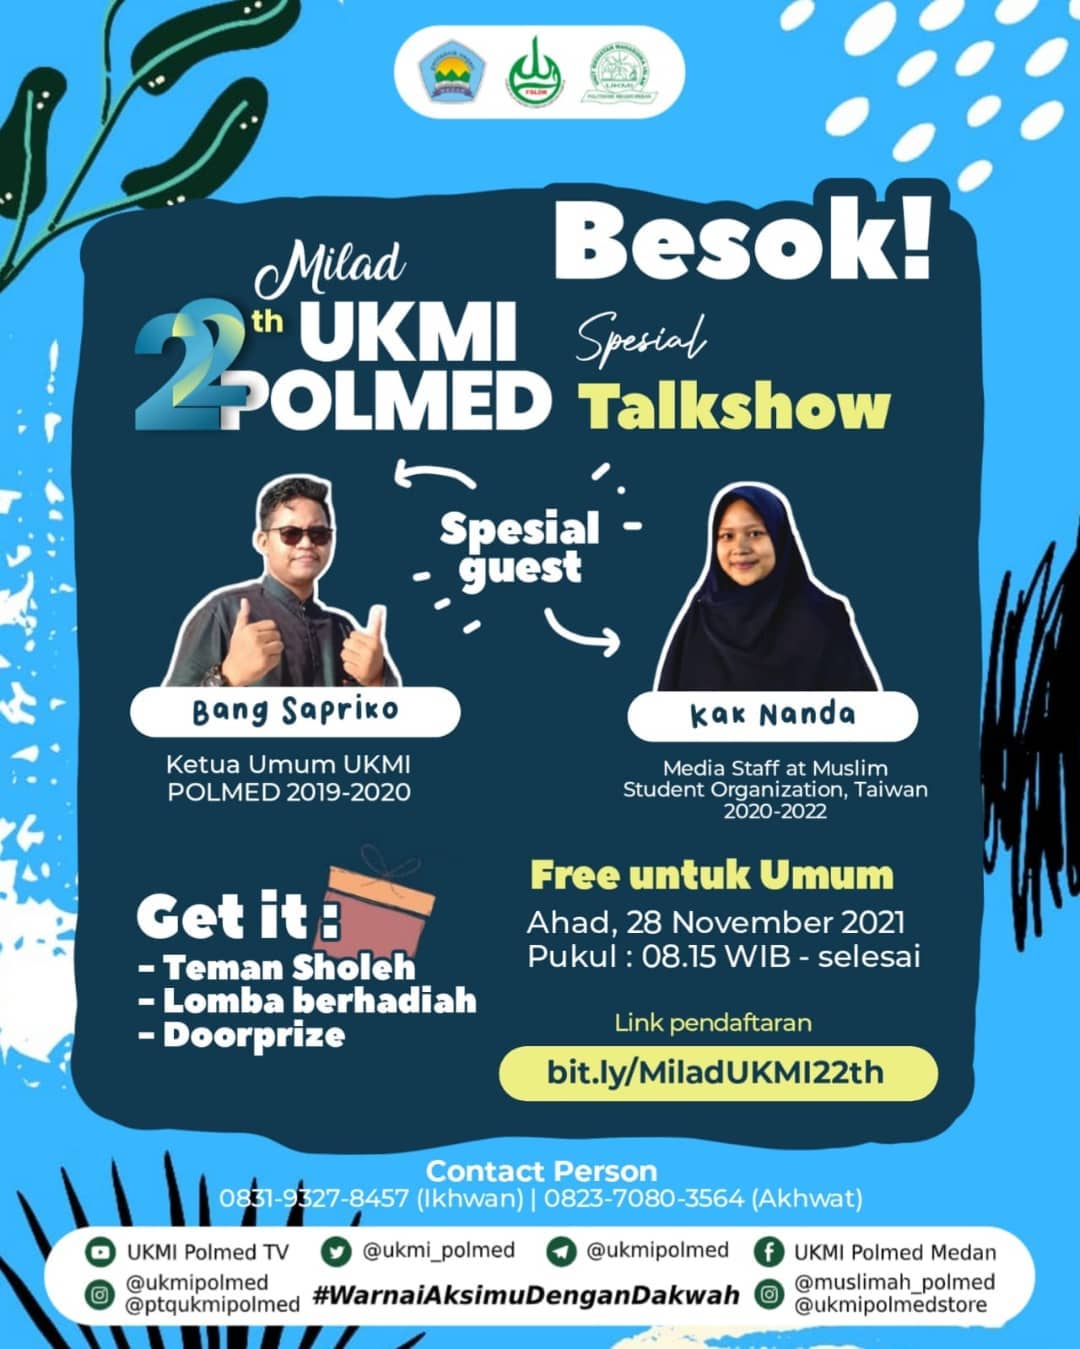 Besok!
Milad
22th UKMI
POLMED
Spesial
Talkshow
Spesial
guest
Bang Sapriko
Ketua Umum UKMI
POLMED 2019-2020
Kak Nanda
Media Staff at Muslim
Student Organization, Taiwan
2020-2022
Get it :
- Teman Sholeh
- Lomba berhadiah
- Doorprize
Free untuk Umum
Ahad, 28 November 2021
Pukul : 08.15 WIB - selesai
Link pendaftaran
bit.ly/MiladUKMI22th
Contact Person
0831-9327-8457 (Ikhwan) | 0823-7080-3564 (Akhwat)
UKMI Polmed TV
@ukmi_polmed
@ukmipolmed
UKMI Polmed Medan
@ukmipolmed
@ptqukmipolmed
#WarnaiAksimuDenganDakwah
@muslimah_polmed
@ukmipolmedstore